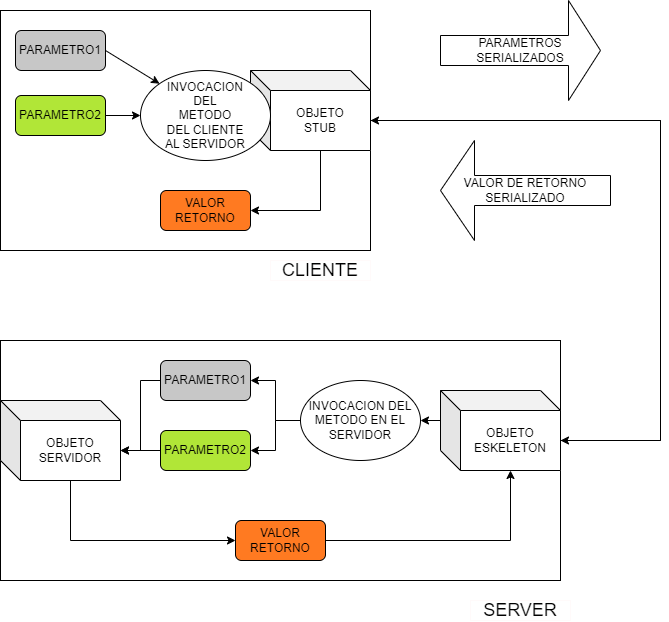 PARAMETRO1
PARAMETRO2
INVOCACION
DEL
METODO
DEL CLIENTE
AL SERVIDOR
OBJETO
STUB
VALOR
RETORNO
CLIENTE
PARAMETROS
SERIALIZADOS
VALOR DE RETORNO
SERIALIZADO
OBJETO
SERVIDOR
PARAMETRO1
PARAMETRO2
INVOCACION DEL
METODO EN EL
SERVIDOR
OBJETO
ESKELETON
VALOR
RETORNO
SERVER